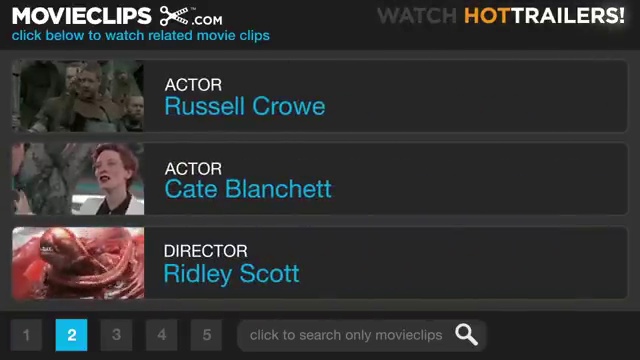 MOVIECLIPS .COM™
WATCH HOTTRAILERS!
click below to watch related movie clips
ACTOR
Russell Crowe
ACTOR
Cate Blanchett
DIRECTOR
Ridley Scott
1 2 3 4 5 click to search only movieclips